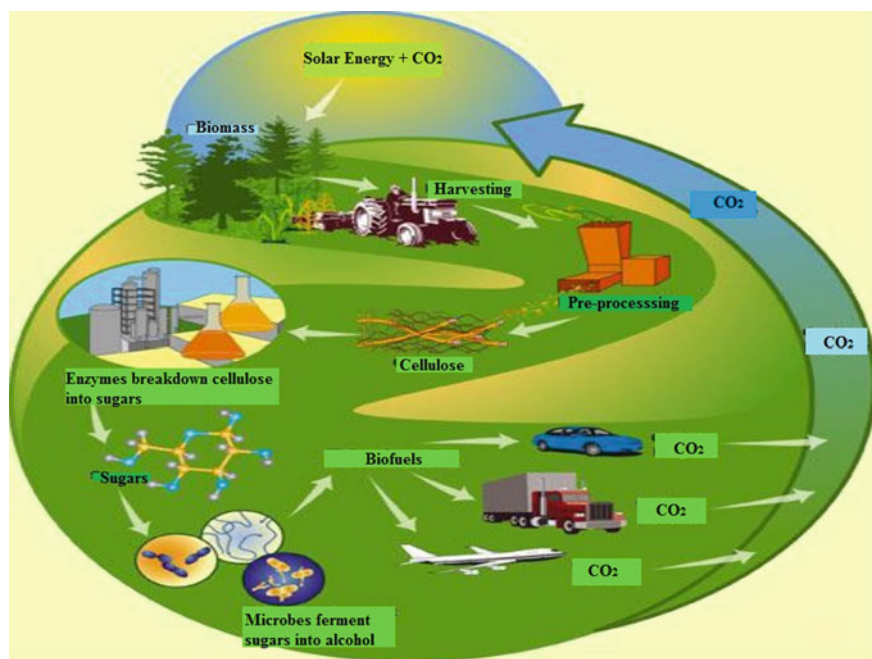 Solar Energy + CO₂
Biomass
Harvesting
CO₂
Pre-processsing
CO₂
Cellulose
Enzymes breakdown cellulose
into sugars
Biofuels
CO₂
Sugars
CO₂
CO₂
Microbes ferment
sugars into alcohol